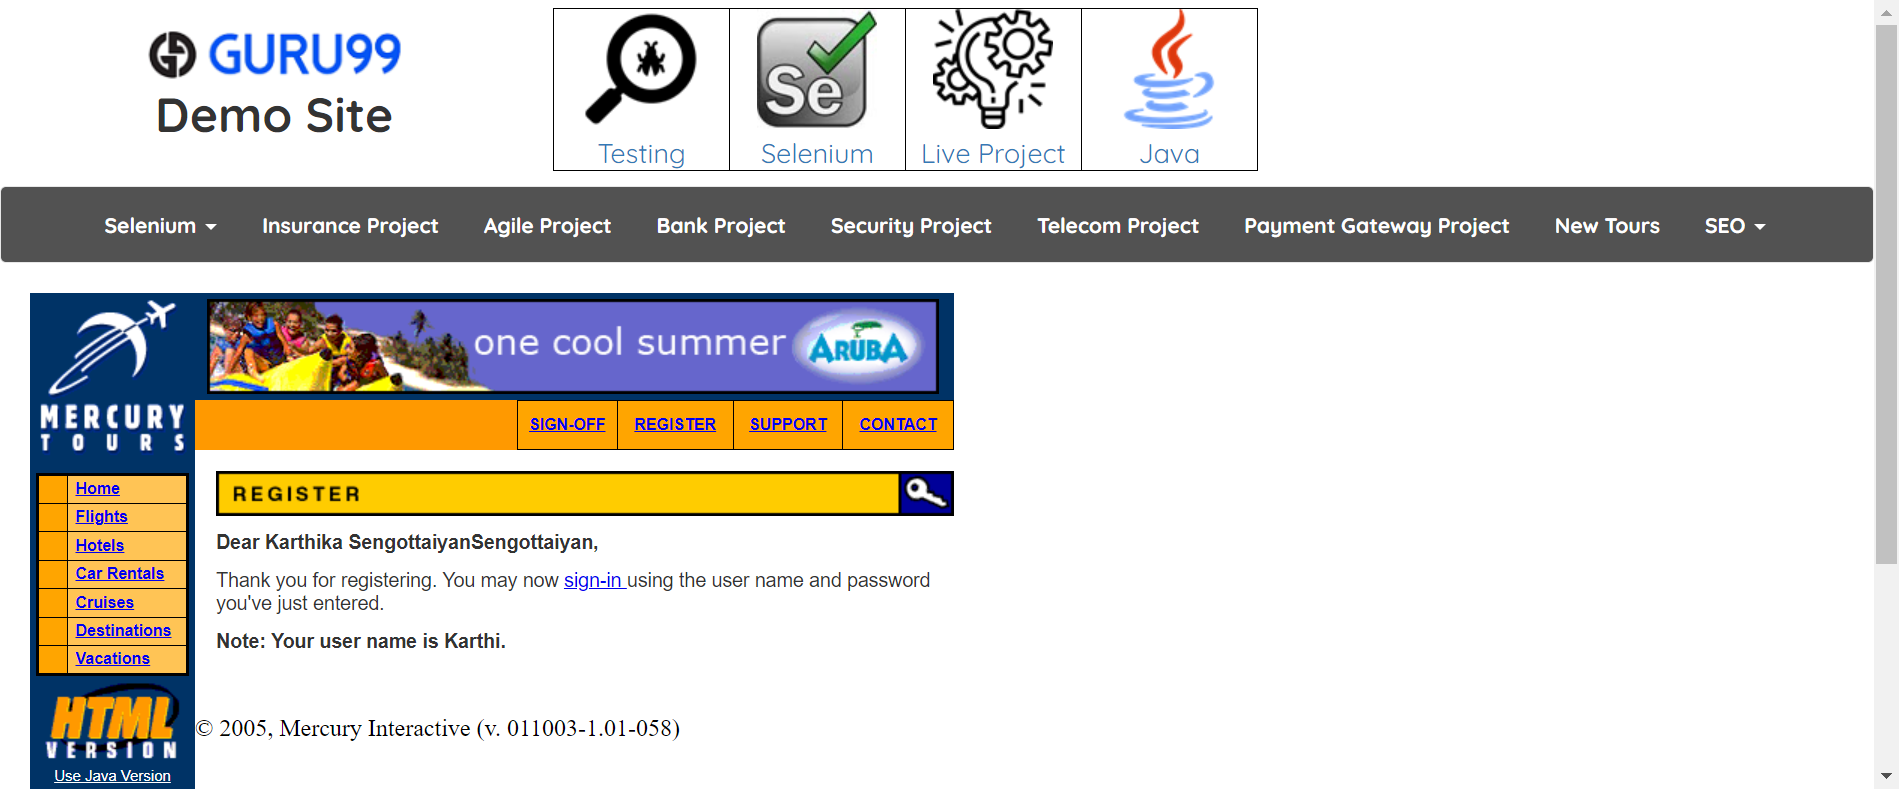 GURU99
Demo Site
Se
Testing
Selenium
Live Project
Java
Selenium
Insurance Project
Agile Project
Bank Project
Security Project
Telecom Project
Payment Gateway Project
New Tours
SEO
MERCURY
TOURS
one cool summer
ARUBA
SIGN-OFF
REGISTER
SUPPORT
CONTACT
Home
Flights
Hotels
Car Rentals
Cruises
Destinations
Vacations
HTML
VERSION
Use Java Version
REGISTER
Dear Karthika SengottaiyanSengottaiyan,
Thank you for registering. You may now sign-in using the user name and password
you've just entered.
Note: Your user name is Karthi.
© 2005, Mercury Interactive (v. 011003-1.01-058)